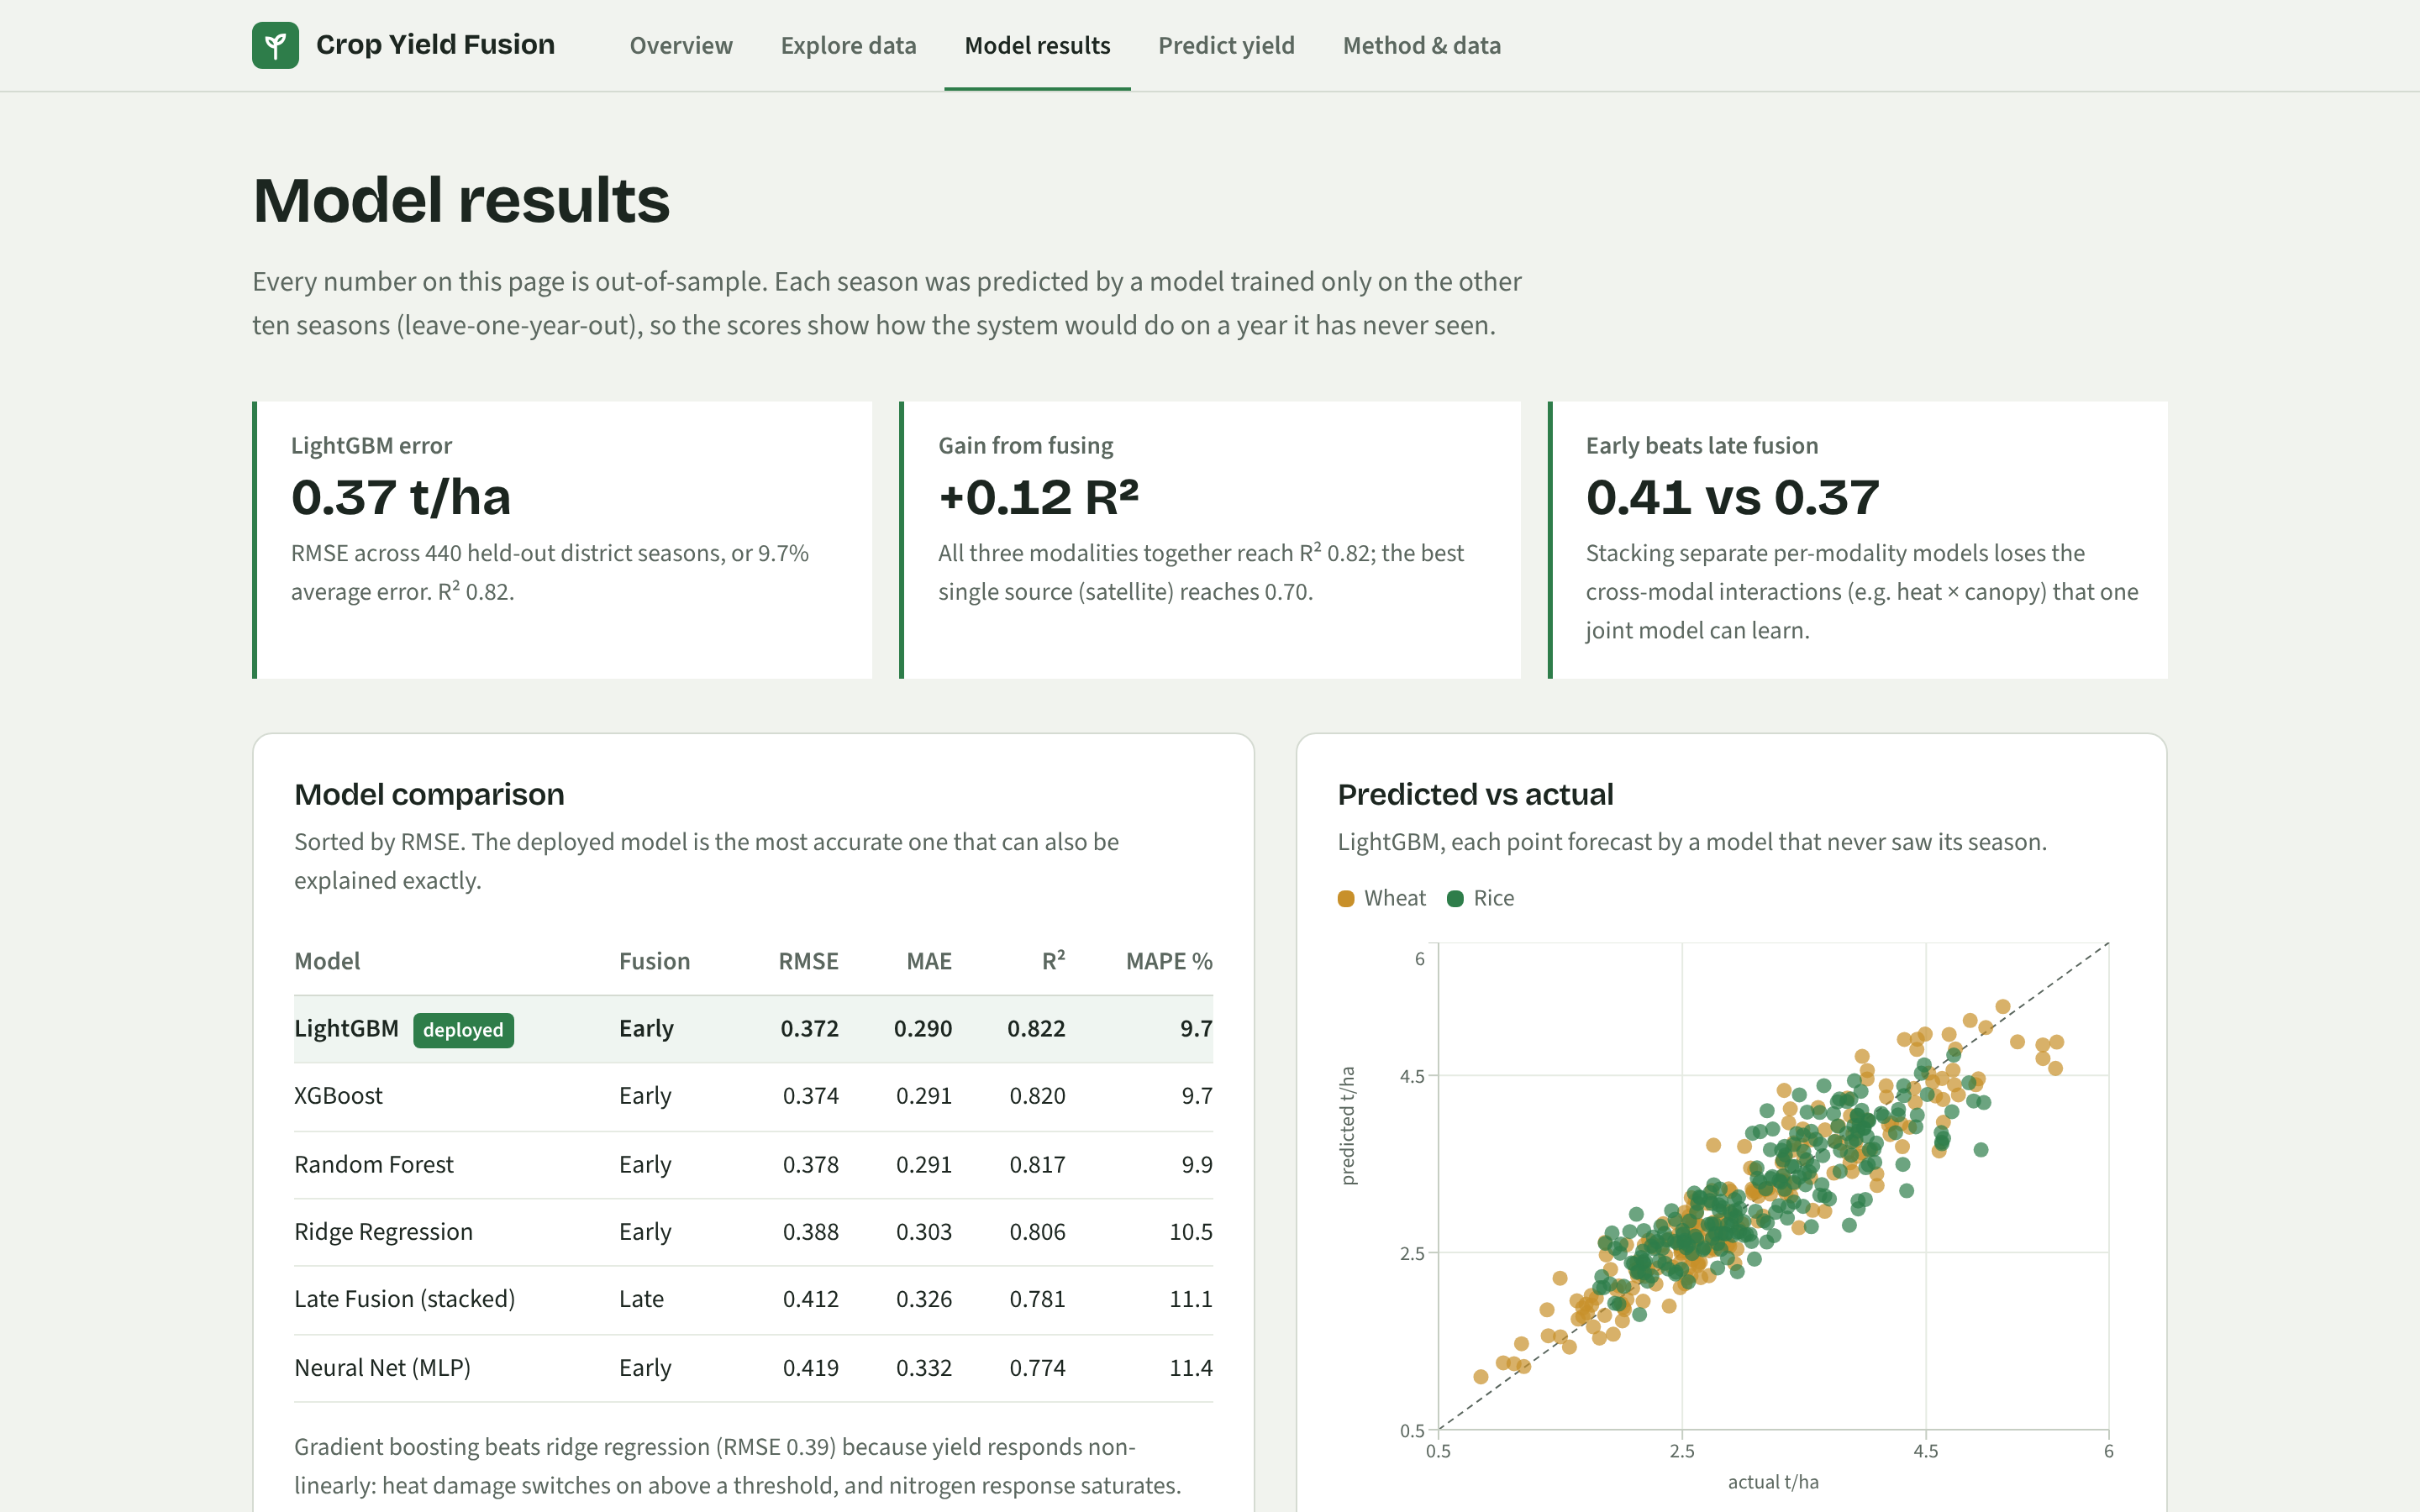 Crop Yield Fusion
Overview
Explore data
Model results
Predict yield
Method & data
Model results
Every number on this page is out-of-sample. Each season was predicted by a model trained only on the other
ten seasons (leave-one-year-out), so the scores show how the system would do on a year it has never seen.
LightGBM error
0.37 t/ha
RMSE across 440 held-out district seasons, or 9.7%
average error. R² 0.82.
Gain from fusing
+0.12 R²
All three modalities together reach R² 0.82; the best
single source (satellite) reaches 0.70.
Early beats late fusion
0.41 vs 0.37
Stacking separate per-modality models loses the
cross-modal interactions (e.g. heat × canopy) that one
joint model can learn.
Model comparison
Sorted by RMSE. The deployed model is the most accurate one that can also be
explained exactly.
Model Fusion RMSE MAE R² MAPE %
LightGBM deployed Early 0.372 0.290 0.822 9.7
XGBoost Early 0.374 0.291 0.820 9.7
Random Forest Early 0.378 0.291 0.817 9.9
Ridge Regression Early 0.388 0.303 0.806 10.5
Late Fusion (stacked) Late 0.412 0.326 0.781 11.1
Neural Net (MLP) Early 0.419 0.332 0.774 11.4
Gradient boosting beats ridge regression (RMSE 0.39) because yield responds non-
linearly: heat damage switches on above a threshold, and nitrogen response saturates.
Predicted vs actual
LightGBM, each point forecast by a model that never saw its season.
Wheat Rice
6
4.5
predicted t/ha
2.5
0.5
0.5 2.5 4.5 6
actual t/ha